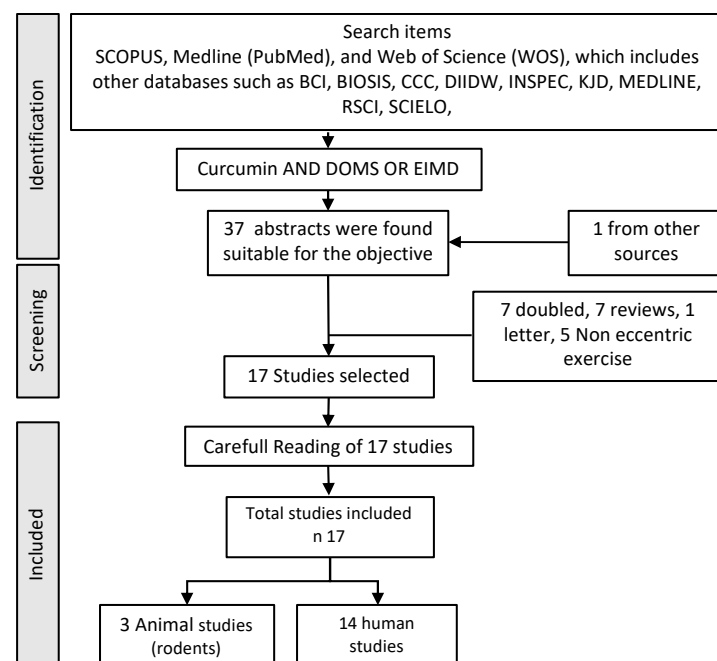 Identification
Search items
SCOPUS, Medline (PubMed), and Web of Science (WOS), which includes
other databases such as BCI, BIOSIS, CCC, DIIDW, INSPEC, KJD, MEDLINE,
RSCI, SCIELO,
Curcumin AND DOMS OR EIMD
37 abstracts were found
suitable for the objective
1 from other
sources
Screening
7 doubled, 7 reviews, 1
letter, 5 Non eccentric
exercise
17 Studies selected
Included
Carefull Reading of 17 studies
Total studies included
n 17
3 Animal studies
(rodents)
14 human
studies